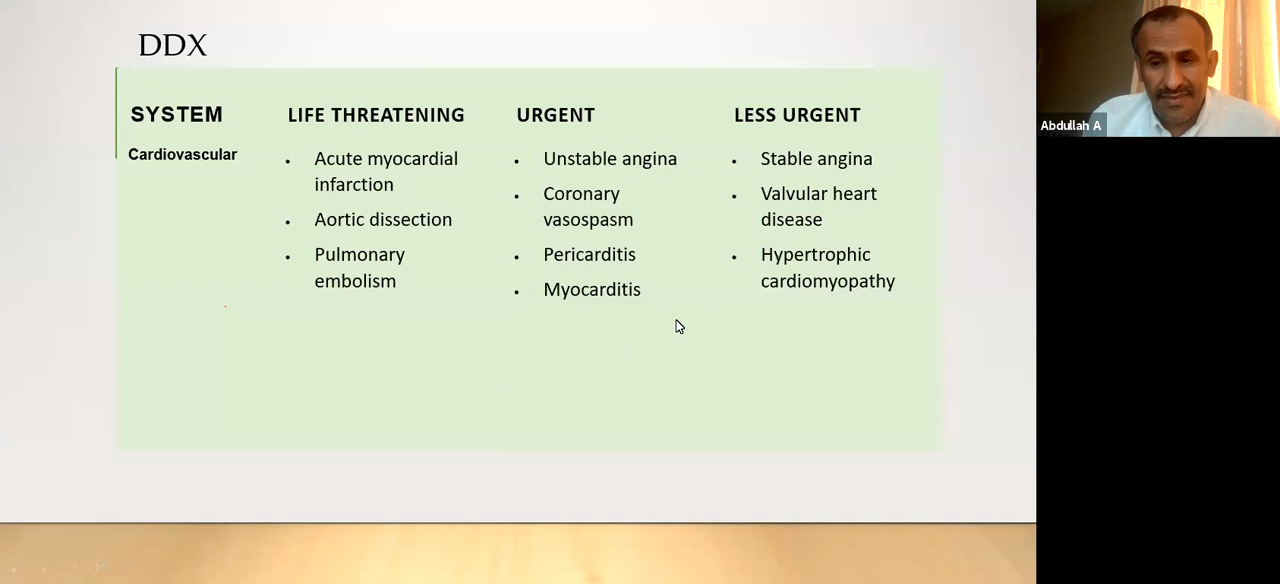 DDX
SYSTEM
LIFE THREATENING
URGENT
LESS URGENT
Cardiovascular
• Acute myocardial
infarction
• Aortic dissection
• Pulmonary
embolism
• Unstable angina
• Coronary
vasospasm
• Pericarditis
• Myocarditis
• Stable angina
• Valvular heart
disease
• Hypertrophic
cardiomyopathy
Abdullah A